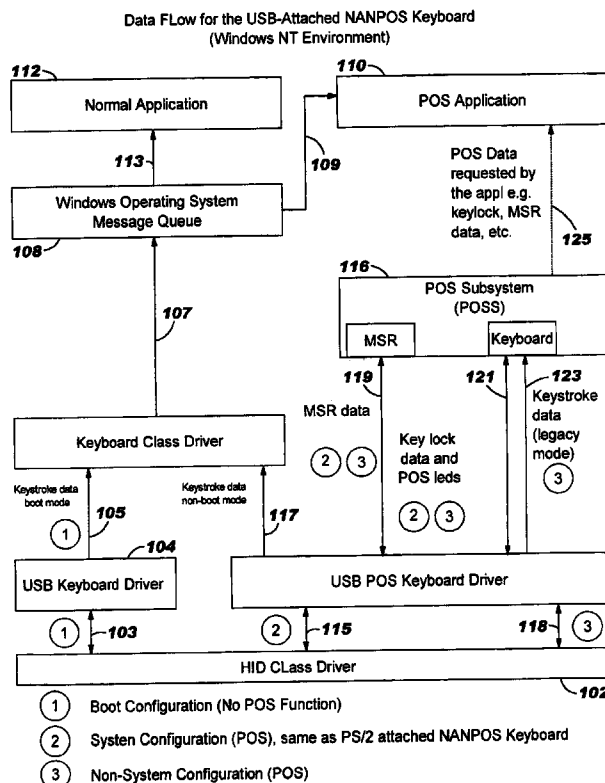 Data FLow for the USB-Attached NANPOS Keyboard
(Windows NT Environment)
112
110
Normal Application
POS Application
113
109
Windows Operating System
Message Queue
108
POS Data
requested by
the appl e.g.
keylock, MSR
data, etc.
125
116
POS Subsystem
(POSS)
MSR
Keyboard
107
119
121
123
MSR data
Keystroke
data
(legacy
mode)
2 3
3
Key lock
data and
POS leds
2 3
Keyboard Class Driver
Keystroke data
boot mode
Keystroke data
non-boot mode
105
117
1
104
USB Keyboard Driver
USB POS Keyboard Driver
1
103
2
115
118
3
HID CLass Driver
102
1 Boot Configuration (No POS Function)
2 Systen Configuration (POS), same as PS/2 attached NANPOS Keyboard
3 Non-System Configuration (POS)